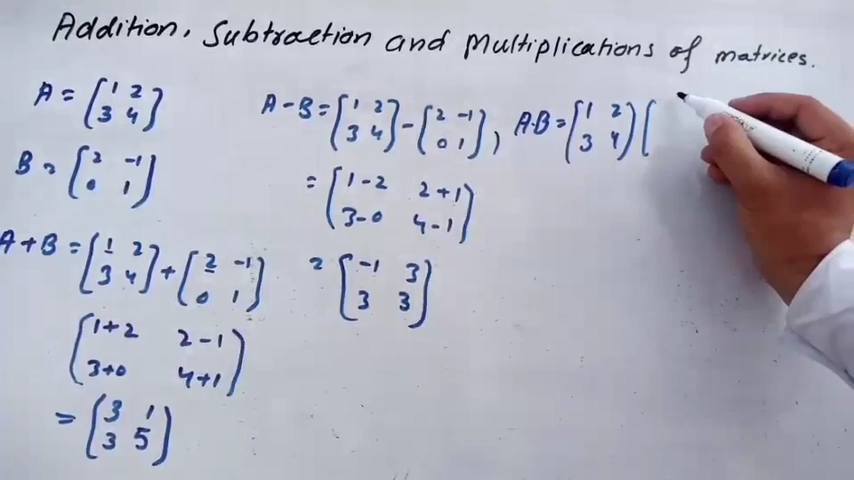 Addition, Subtraction and Multiplications of matrices.
A = [1 2
3 4]
B = [2 -1
0 1]
A+B = [1 2
3 4] + [2 -1
0 1]
[1+2 2-1
3+0 4+1]
= [3 1
3 5]
A-B = [1 2
3 4] - [2 -1
0 1],
= [1-2 2+1
3-0 4-1]
= [-1 3
3 3]
A·B = [1 2
3 4] [